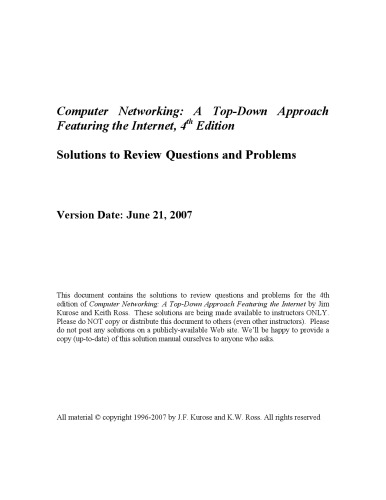 Computer Networking: A Top-Down Approach
Featuring the Internet, 4th Edition
Solutions to Review Questions and Problems
Version Date: June 21, 2007
This document contains the solutions to review questions and problems for the 4th
edition of Computer Networking: A Top-Down Approach Featuring the Internet by Jim
Kurose and Keith Ross. These solutions are being made available to instructors ONLY.
Please do NOT copy or distribute this document to others (even other instructors). Please
do not post any solutions on a publicly-available Web site. We'll be happy to provide a
copy (up-to-date) of this solution manual ourselves to anyone who asks.
All material © copyright 1996-2007 by J.F. Kurose and K.W. Ross. All rights reserved